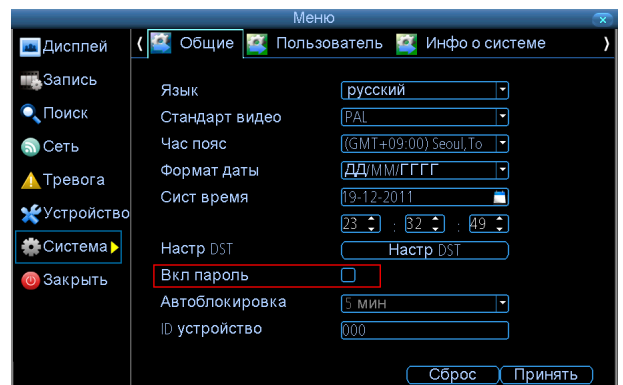 Меню
Дисплей
Запись
Поиск
Сеть
Тревога
Устройство
Система
Закрыть
Общие Пользователь Инфо о системе
Язык русский
Стандарт видео PAL
Час пояс (GMT+09:00) Seoul,To
Формат даты ДД/ММ/ГГГГ
Сист время 19-12-2011
23 : 32 : 49
Настр DST Настр DST
Вкл пароль
Автоблокировка 5 мин
ID устройство 000
Сброс Принять